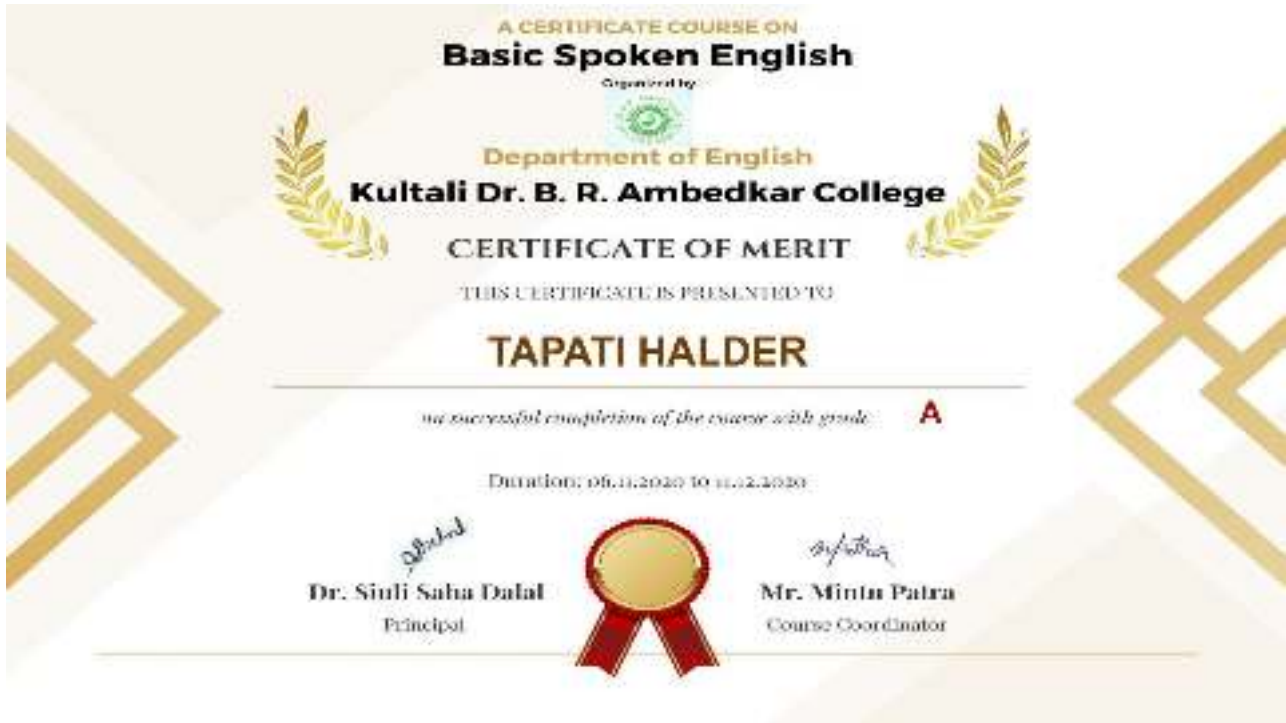 A CERTIFICATE COURSE ON
Basic Spoken English
Organized by
Department of English
Kultali Dr. B. R. Ambedkar College
CERTIFICATE OF MERIT
THIS CERTIFICATE IS PRESENTED TO
TAPATI HALDER
on successful completion of the course with grade A
Duration: 06.11.2020 to 11.12.2020
Dr. Siuli Saha Dalal
Mr. Mintu Patra
Principal
Course Coordinator